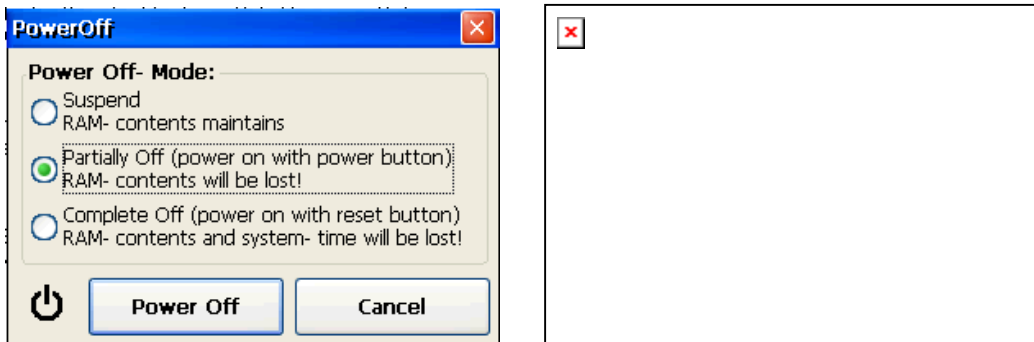 PowerOff
Power Off- Mode:
Suspend
RAM- contents maintains
Partially Off (power on with power button)
RAM- contents will be lost!
Complete Off (power on with reset button)
RAM- contents and system- time will be lost!
Power Off
Cancel